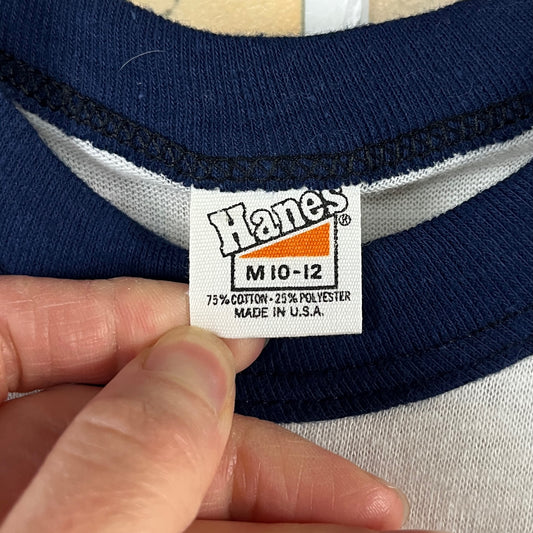 Hanes®
M 10-12
75% COTTON - 25% POLYESTER
MADE IN U.S.A.